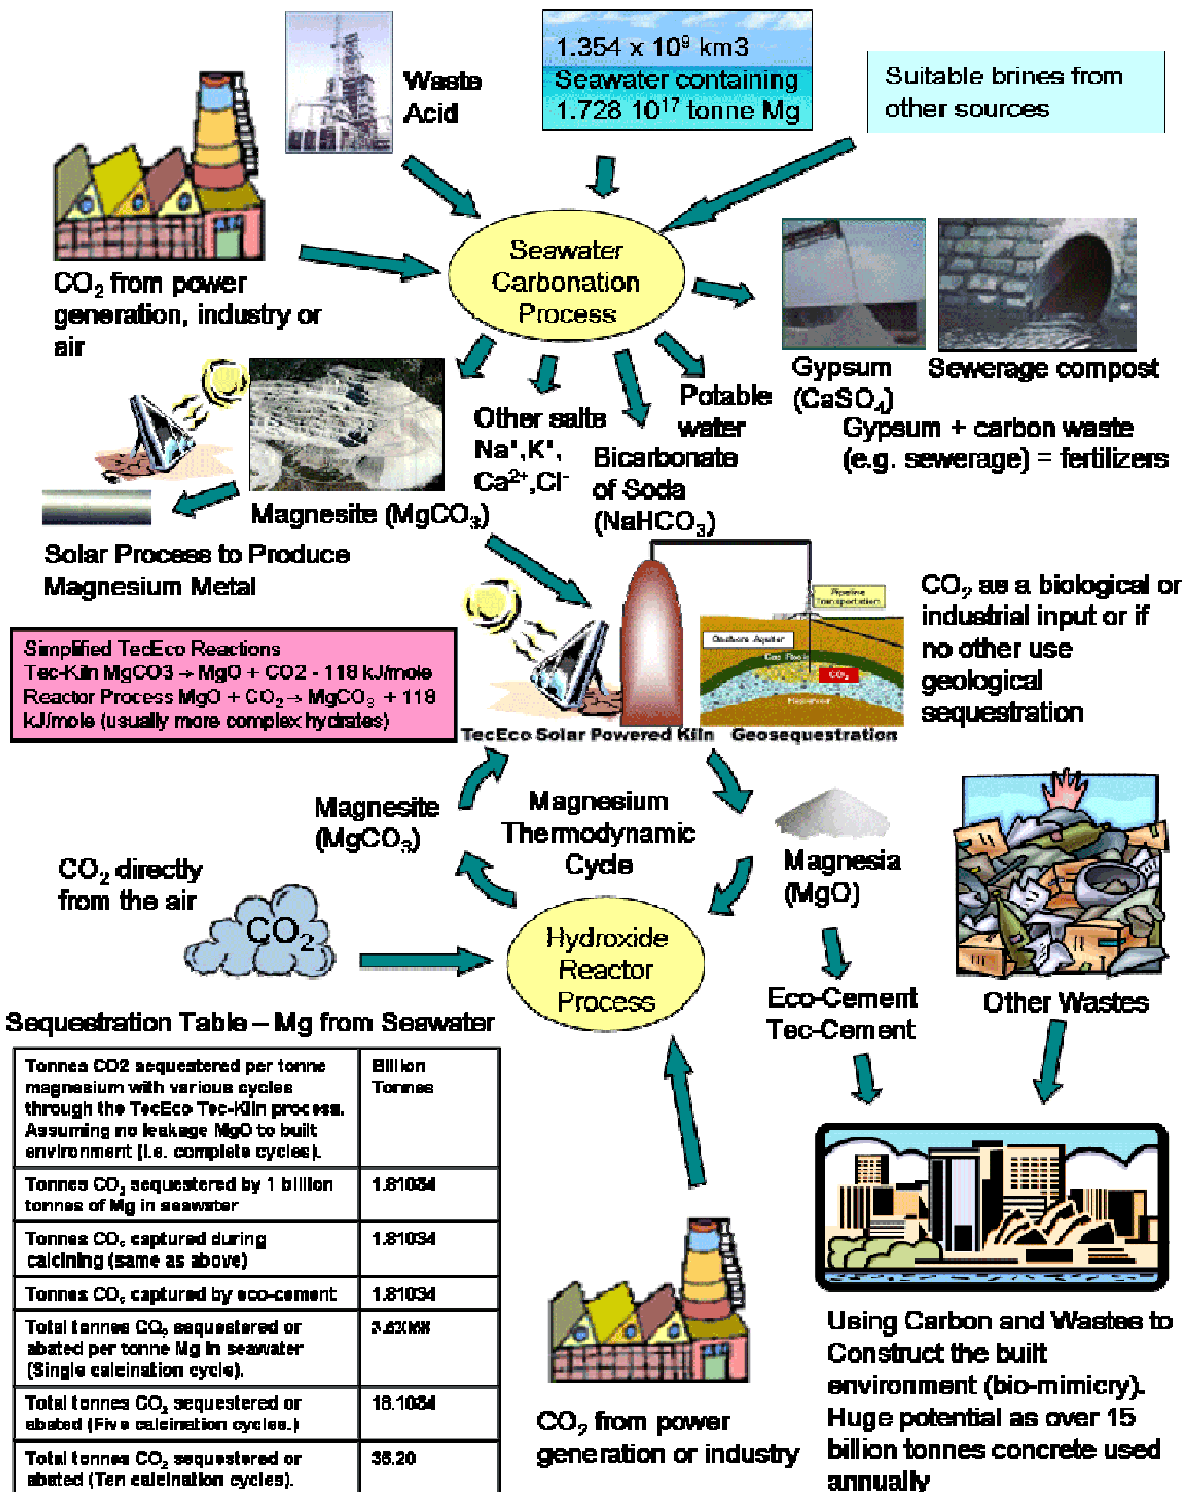 Waste
Acid
1.354 x 10⁹ km3
Seawater containing
1.728 10¹⁷ tonne Mg
Suitable brines from
other sources
Seawater
Carbonation
Process
CO₂ from power
generation, industry or
air
Gypsum
(CaSO₄)
Sewerage compost
Gypsum + carbon waste
(e.g. sewerage) = fertilizers
Other salts
Na⁺,K⁺,
Ca²⁺,Cl⁻
Potable
water
Bicarbonate
of Soda
(NaHCO₃)
Magnesite (MgCO₃)
Solar Process to Produce
Magnesium Metal
Simplified TecEco Reactions
Tec-Kiln MgCO3 → MgO + CO2 - 118 kJ/mole
Reactor Process MgO + CO₂ → MgCO₃ + 118
kJ/mole (usually more complex hydrates)
Pipeline
Transportation
Aquifer
CO₂
Reservoir
TecEco Solar Powered Kiln
Geosequestration
CO₂ as a biological or
industrial input or if
no other use
geological
sequestration
Magnesite
(MgCO₃)
Magnesium
Thermodynamic
Cycle
Magnesia
(MgO)
CO₂ directly
from the air
CO₂
Hydroxide
Reactor
Process
Eco-Cement
Tec-Cement
Other Wastes
Sequestration Table – Mg from Seawater
Tonnes CO2 sequestered per tonne
magnesium with various cycles
through the TecEco Tec-Kiln process.
Assuming no leakage MgO to built
environment (i.e. complete cycles).
Billion
Tonnes
Tonnes CO₂ sequestered by 1 billion
tonnes of Mg in seawater
1.81034
Tonnes CO₂ captured during
calcining (same as above)
1.81034
Tonnes CO₂ captured by eco-cement
1.81034
Total tonnes CO₂ sequestered or
abated per tonne Mg in seawater
(Single calcination cycle).
Total tonnes CO₂ sequestered or
abated (Five calcination cycles.)
18.1034
Total tonnes CO₂ sequestered or
abated (Ten calcination cycles).
36.20
CO₂ from power
generation or industry
Using Carbon and Wastes to
Construct the built
environment (bio-mimicry).
Huge potential as over 15
billion tonnes concrete used
annually